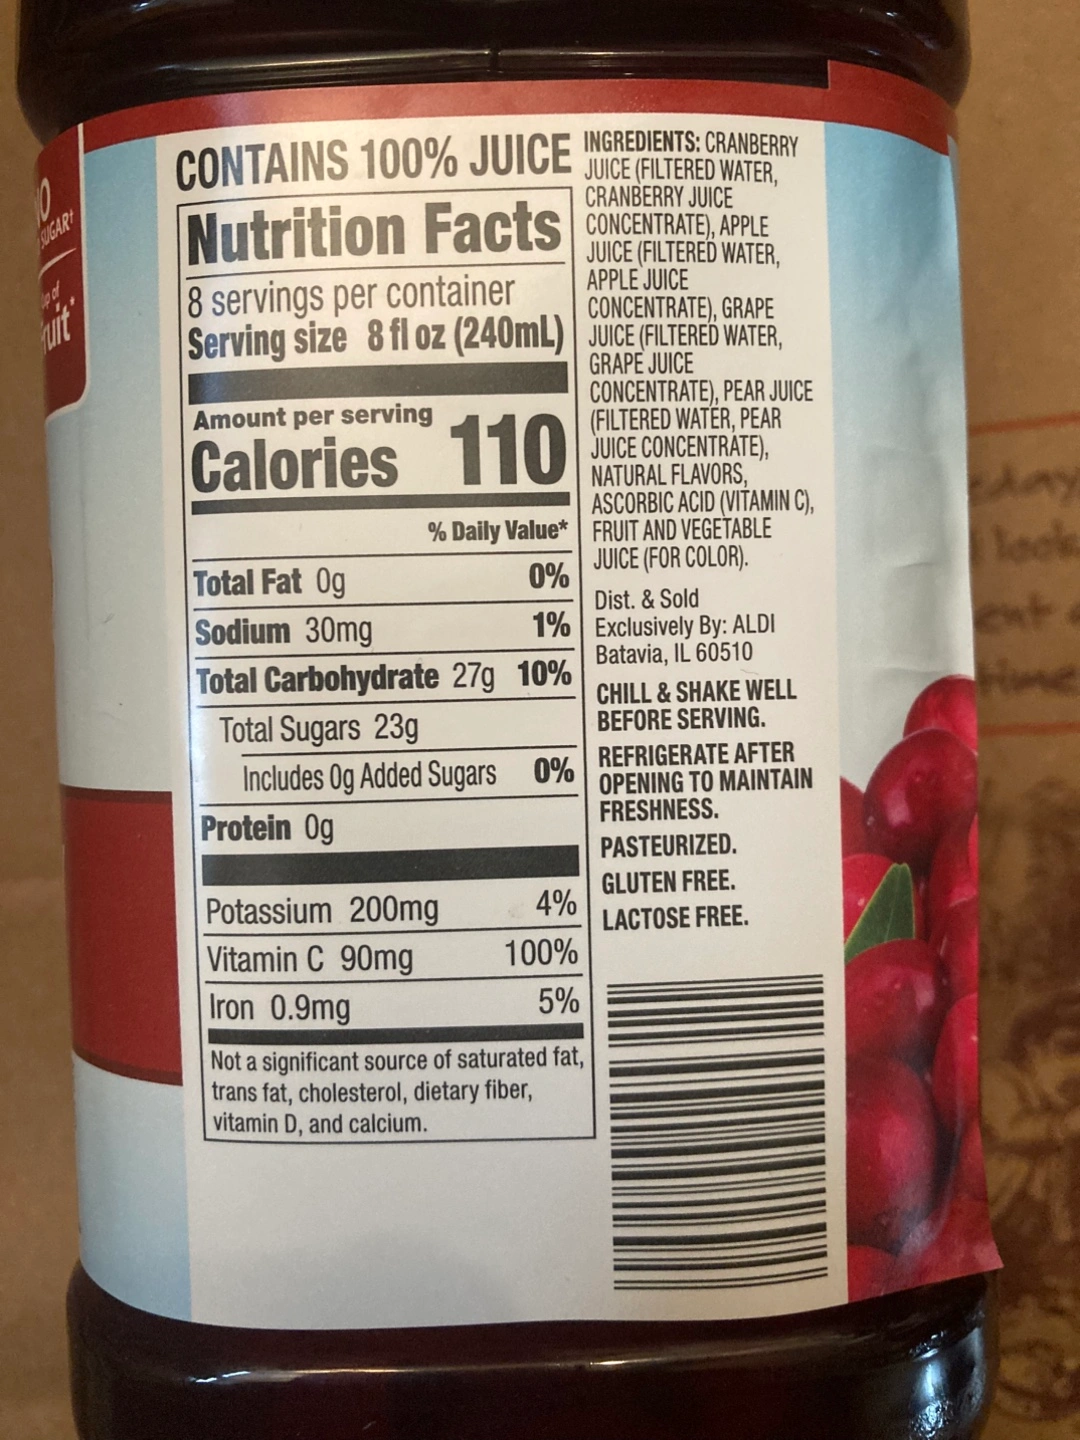 NO
SUGAR†
of
CONTAINS 100% JUICE
Nutrition Facts
8 servings per container
Serving size 8 fl oz (240mL)
Amount per serving
Calories 110
% Daily Value*
Total Fat 0g 0%
Sodium 30mg 1%
Total Carbohydrate 27g 10%
Total Sugars 23g
Includes 0g Added Sugars 0%
Protein 0g
Potassium 200mg 4%
Vitamin C 90mg 100%
Iron 0.9mg 5%
Not a significant source of saturated fat,
trans fat, cholesterol, dietary fiber,
vitamin D, and calcium.
INGREDIENTS: CRANBERRY
JUICE (FILTERED WATER,
CRANBERRY JUICE
CONCENTRATE), APPLE
JUICE (FILTERED WATER,
APPLE JUICE
CONCENTRATE), GRAPE
JUICE (FILTERED WATER,
GRAPE JUICE
CONCENTRATE), PEAR JUICE
(FILTERED WATER, PEAR
JUICE CONCENTRATE),
NATURAL FLAVORS,
ASCORBIC ACID (VITAMIN C),
FRUIT AND VEGETABLE
JUICE (FOR COLOR).
Dist. & Sold
Exclusively By: ALDI
Batavia, IL 60510
CHILL & SHAKE WELL
BEFORE SERVING.
REFRIGERATE AFTER
OPENING TO MAINTAIN
FRESHNESS.
PASTEURIZED.
GLUTEN FREE.
LACTOSE FREE.